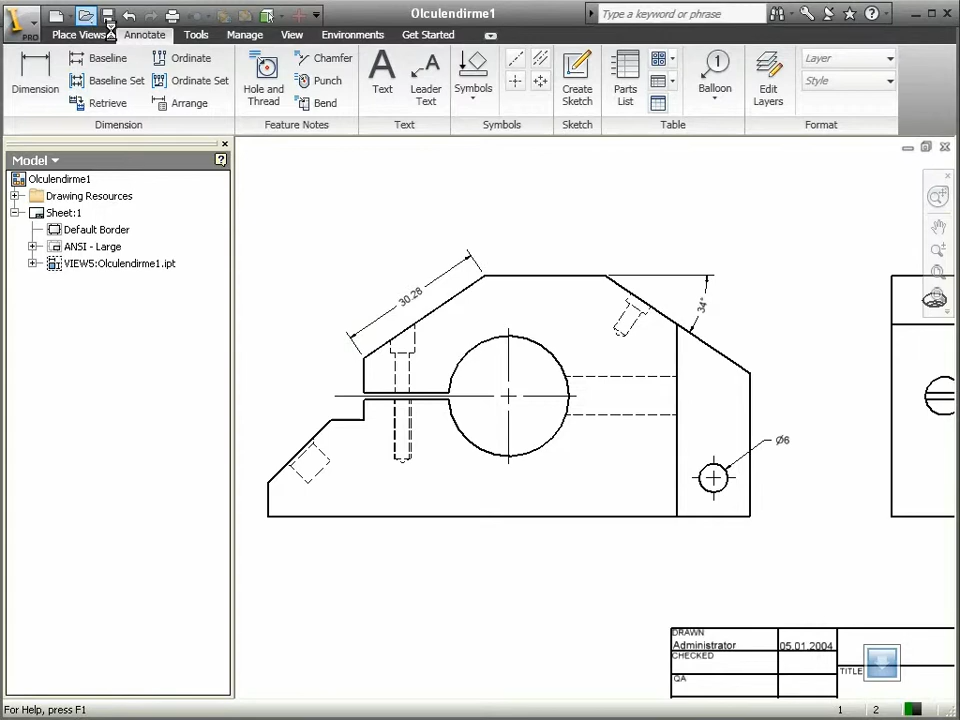 Olculendirme1
Type a keyword or phrase
PRO
Place Views
Annotate
Tools
Manage
View
Environments
Get Started
Dimension
Baseline
Baseline Set
Retrieve
Ordinate
Ordinate Set
Arrange
Dimension
Hole and
Thread
Chamfer
Punch
Bend
Feature Notes
Text
Leader
Text
Text
Symbols
Symbols
Create
Sketch
Sketch
Parts
List
Balloon
Table
Edit
Layers
Layer
Style
Format
Model
Olculendirme1
Drawing Resources
Sheet:1
Default Border
ANSI - Large
VIEW5:Olculendirme1.ipt
30.28
34°
Ø6
DRAWN
Administrator
05.01.2004
CHECKED
QA
TITLE
For Help, press F1
1
2